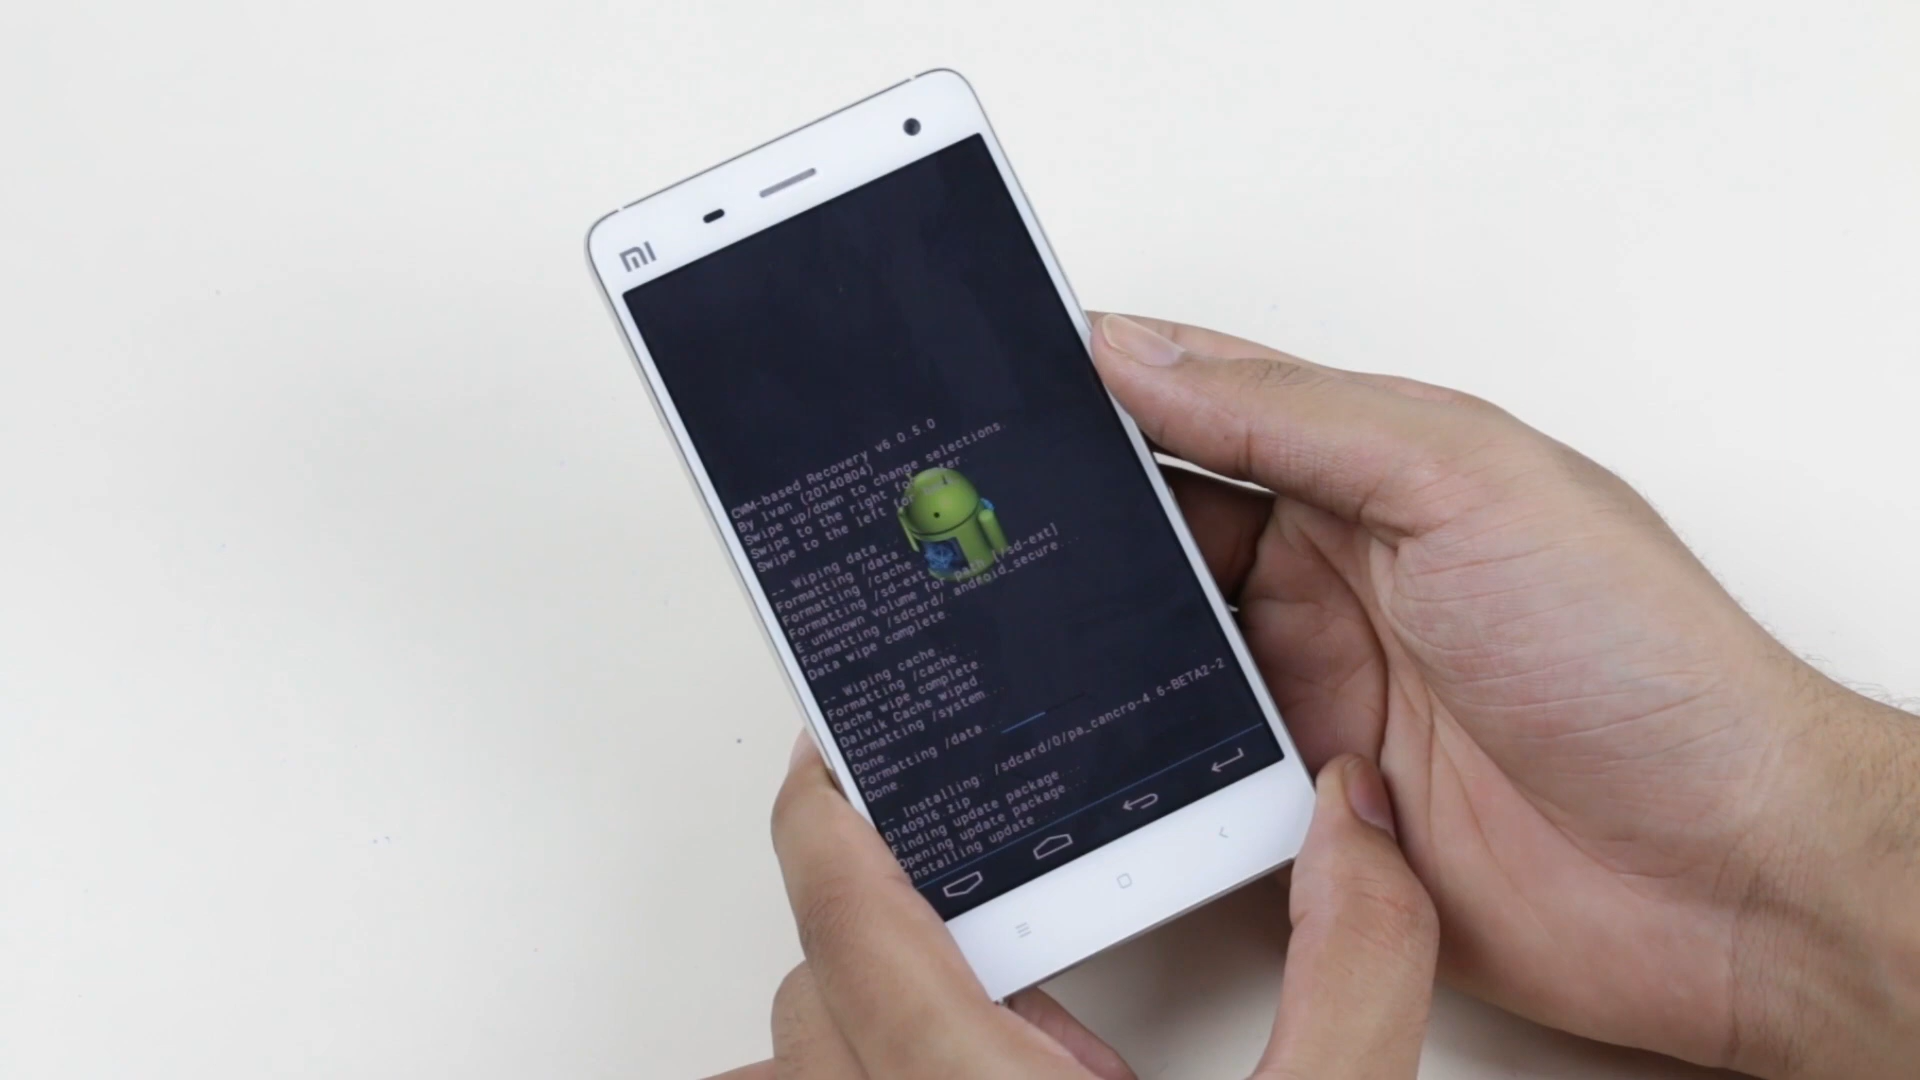 mi
CWM-based Recovery v6.0.5.0
By Ivan (20140804)
Swipe up/down to change selections.
Swipe to the right for enter.
Swipe to the left for
-- Wiping data...
Formatting /data
Formatting /cache
Formatting /sd-ext
E:unknown volume for path [/sd-ext]
Formatting /sdcard/.android_secure...
Data wipe complete.
-- Wiping cache...
Formatting /cache...
Cache wipe complete.
Dalvik Cache wiped.
Formatting /system...
Done.
Formatting /data...
Done.
-- Installing: /sdcard/0/pa_cancro-4.6-BETA2-2
0140916.zip
Finding update package...
Opening update package...
Installing update...